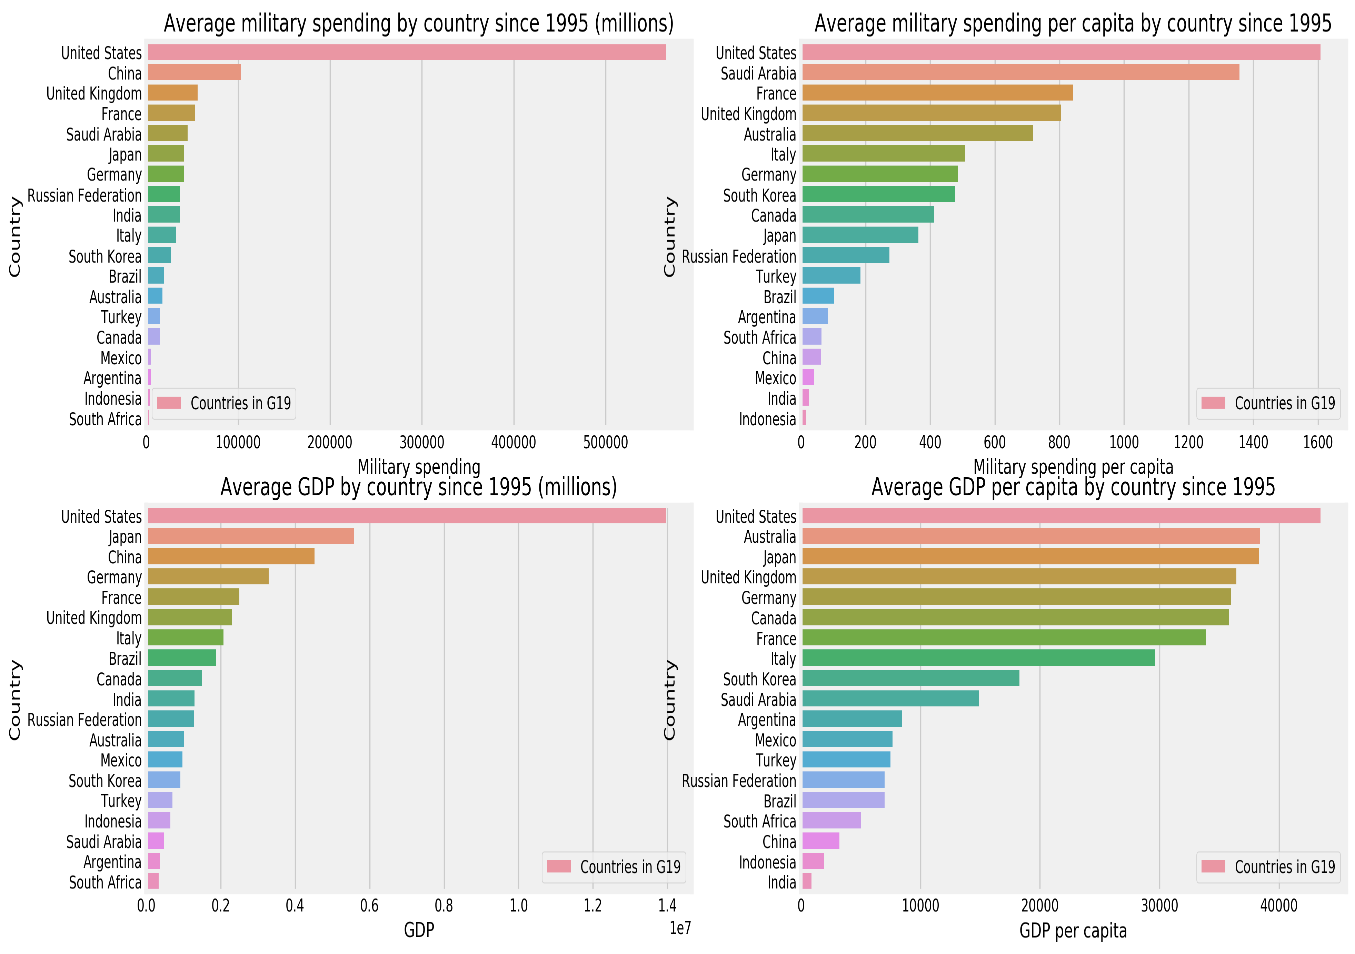 Average military spending by country since 1995 (millions)
Country
United States
China
United Kingdom
France
Saudi Arabia
Japan
Germany
Russian Federation
India
Italy
South Korea
Brazil
Australia
Turkey
Canada
Mexico
Argentina
Indonesia
South Africa
Countries in G19
0 100000 200000 300000 400000 500000
Military spending
Average military spending per capita by country since 1995
Country
United States
Saudi Arabia
France
United Kingdom
Australia
Italy
Germany
South Korea
Canada
Japan
Russian Federation
Turkey
Brazil
Argentina
South Africa
China
Mexico
India
Indonesia
Countries in G19
0 200 400 600 800 1000 1200 1400 1600
Military spending per capita
Average GDP by country since 1995 (millions)
Country
United States
Japan
China
Germany
France
United Kingdom
Italy
Brazil
Canada
India
Russian Federation
Australia
Mexico
South Korea
Turkey
Indonesia
Saudi Arabia
Argentina
South Africa
Countries in G19
0.0 0.2 0.4 0.6 0.8 1.0 1.2 1.4
1e7
GDP
Average GDP per capita by country since 1995
Country
United States
Australia
Japan
United Kingdom
Germany
Canada
France
Italy
South Korea
Saudi Arabia
Argentina
Mexico
Turkey
Russian Federation
Brazil
South Africa
China
Indonesia
India
Countries in G19
0 10000 20000 30000 40000
GDP per capita